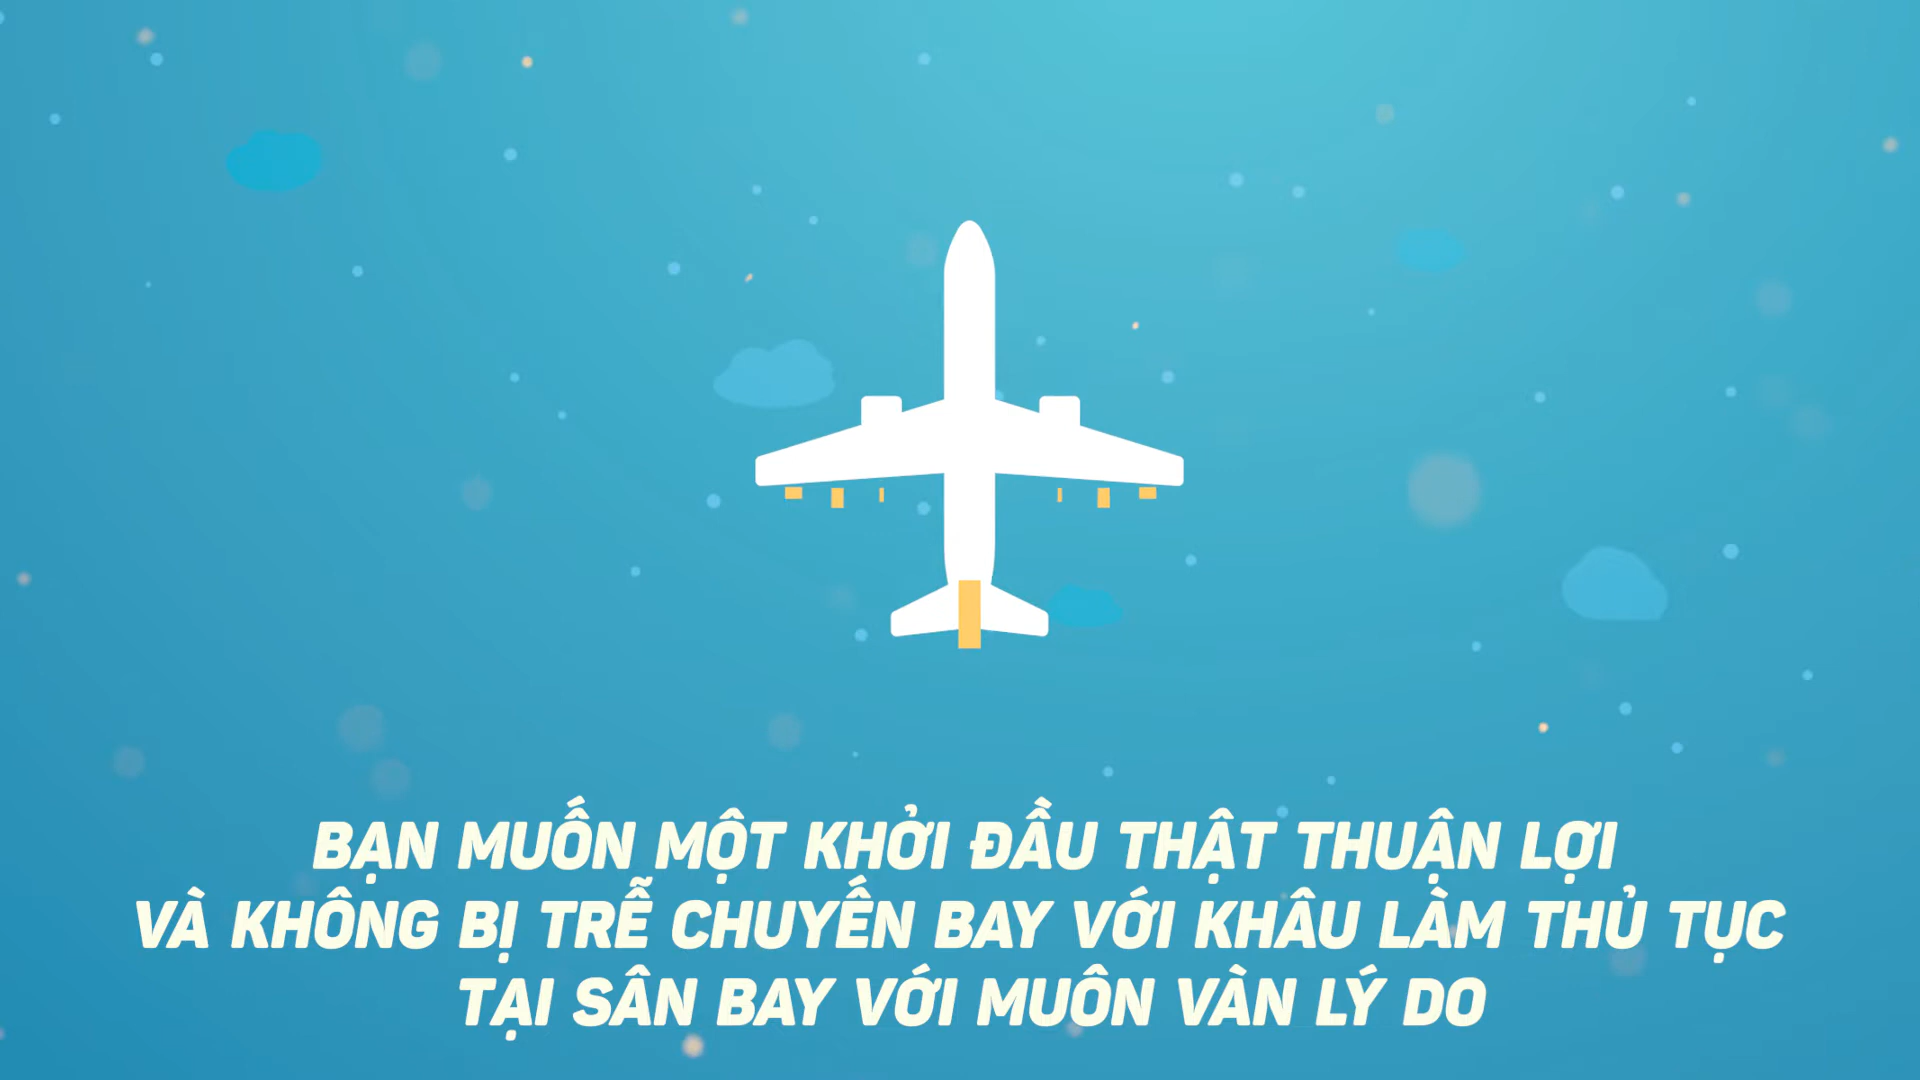 BẠN MUỐN MỘT KHỞI ĐẦU THẬT THUẬN LỢI
VÀ KHÔNG BỊ TRỄ CHUYẾN BAY VỚI KHÂU LÀM THỦ TỤC
TẠI SÂN BAY VỚI MUÔN VÀN LÝ DO